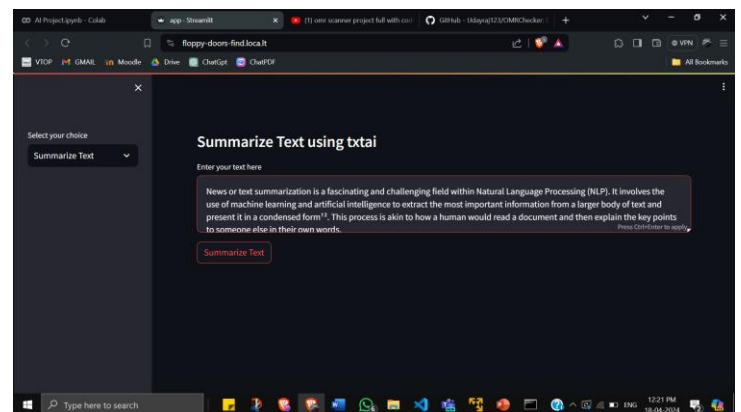 AI Project.ipynb - Colab
app · Streamlit
(1) omr scanner project full with cod
GitHub - Udayraj123/OMRChecker:
floppy-doors-find.loca.lt
VPN
VTOP
GMAIL
Moodle
Drive
ChatGpt
ChatPDF
All Bookmarks
Select your choice
Summarize Text
Summarize Text using txtai
Enter your text here
News or text summarization is a fascinating and challenging field within Natural Language Processing (NLP). It involves the
use of machine learning and artificial intelligence to extract the most important information from a larger body of text and
present it in a condensed form¹². This process is akin to how a human would read a document and then explain the key points
to someone else in their own words.
Press Ctrl+Enter to apply
Summarize Text
Type here to search
ENG
12:21 PM
18-04-2024